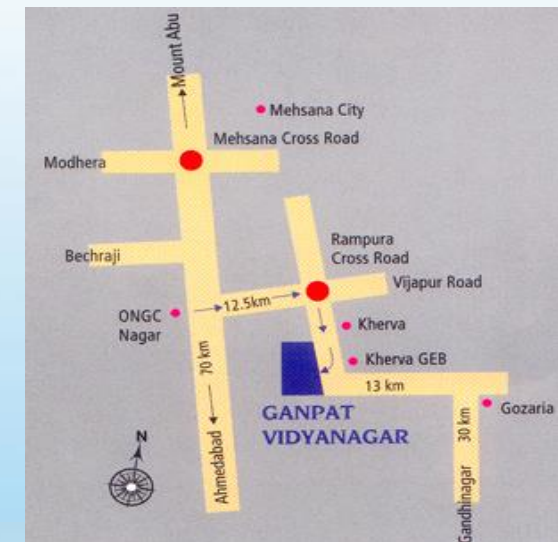 Mount Abu
Mehsana City
Mehsana Cross Road
Modhera
Rampura
Cross Road
Bechraji
Vijapur Road
12.5km
ONGC
Nagar
Kherva
70 km
Kherva GEB
13 km
GANPAT
VIDYANAGAR
Gozaria
30 km
N
Ahmedabad
Gandhinagar